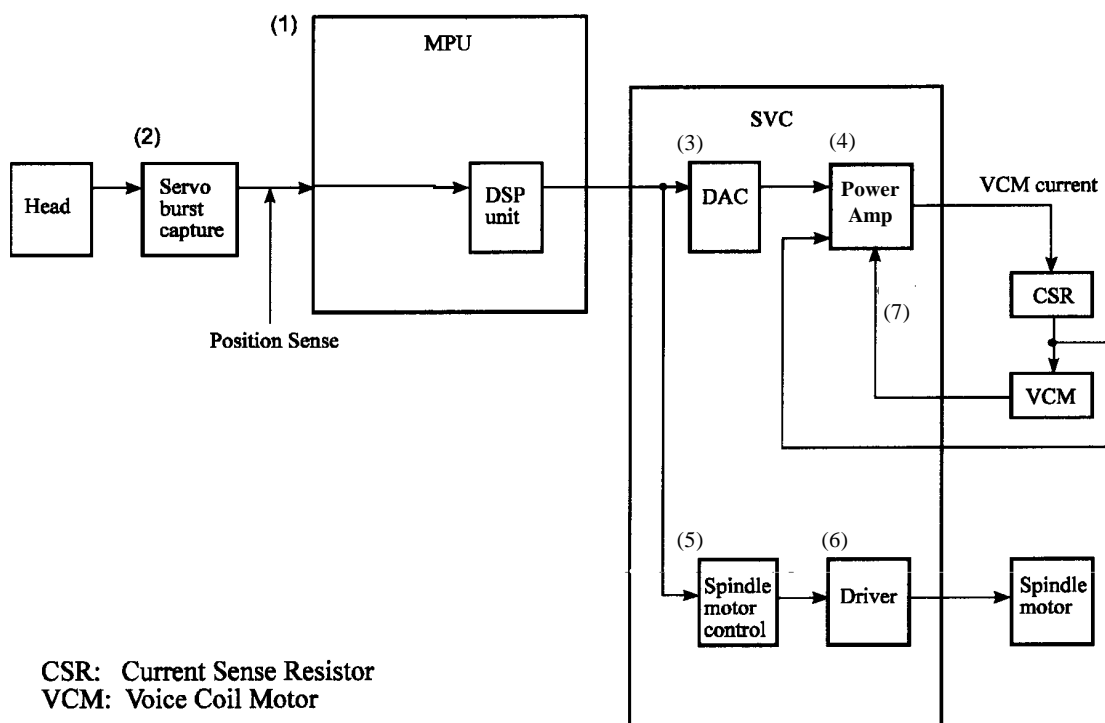 (1)
MPU
SVC
(2)
(3)
(4)
Head
Servo
burst
capture
DSP
unit
DAC
Power
Amp
VCM current
Position Sense
(7)
CSR
VCM
(5)
(6)
Spindle
motor
control
Driver
Spindle
motor
CSR: Current Sense Resistor
VCM: Voice Coil Motor